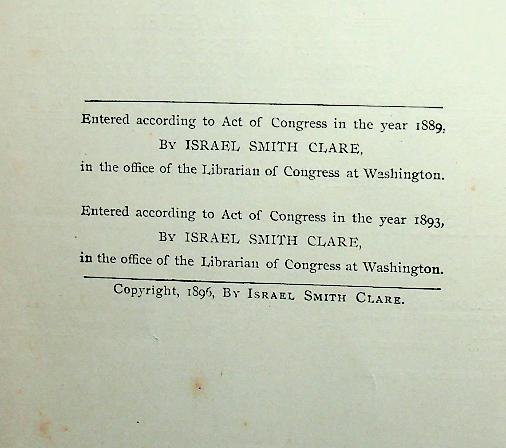 Entered according to Act of Congress in the year 1889,
BY ISRAEL SMITH CLARE,
in the office of the Librarian of Congress at Washington.
Entered according to Act of Congress in the year 1893,
BY ISRAEL SMITH CLARE,
in the office of the Librarian of Congress at Washington.
Copyright, 1896, BY ISRAEL SMITH CLARE.